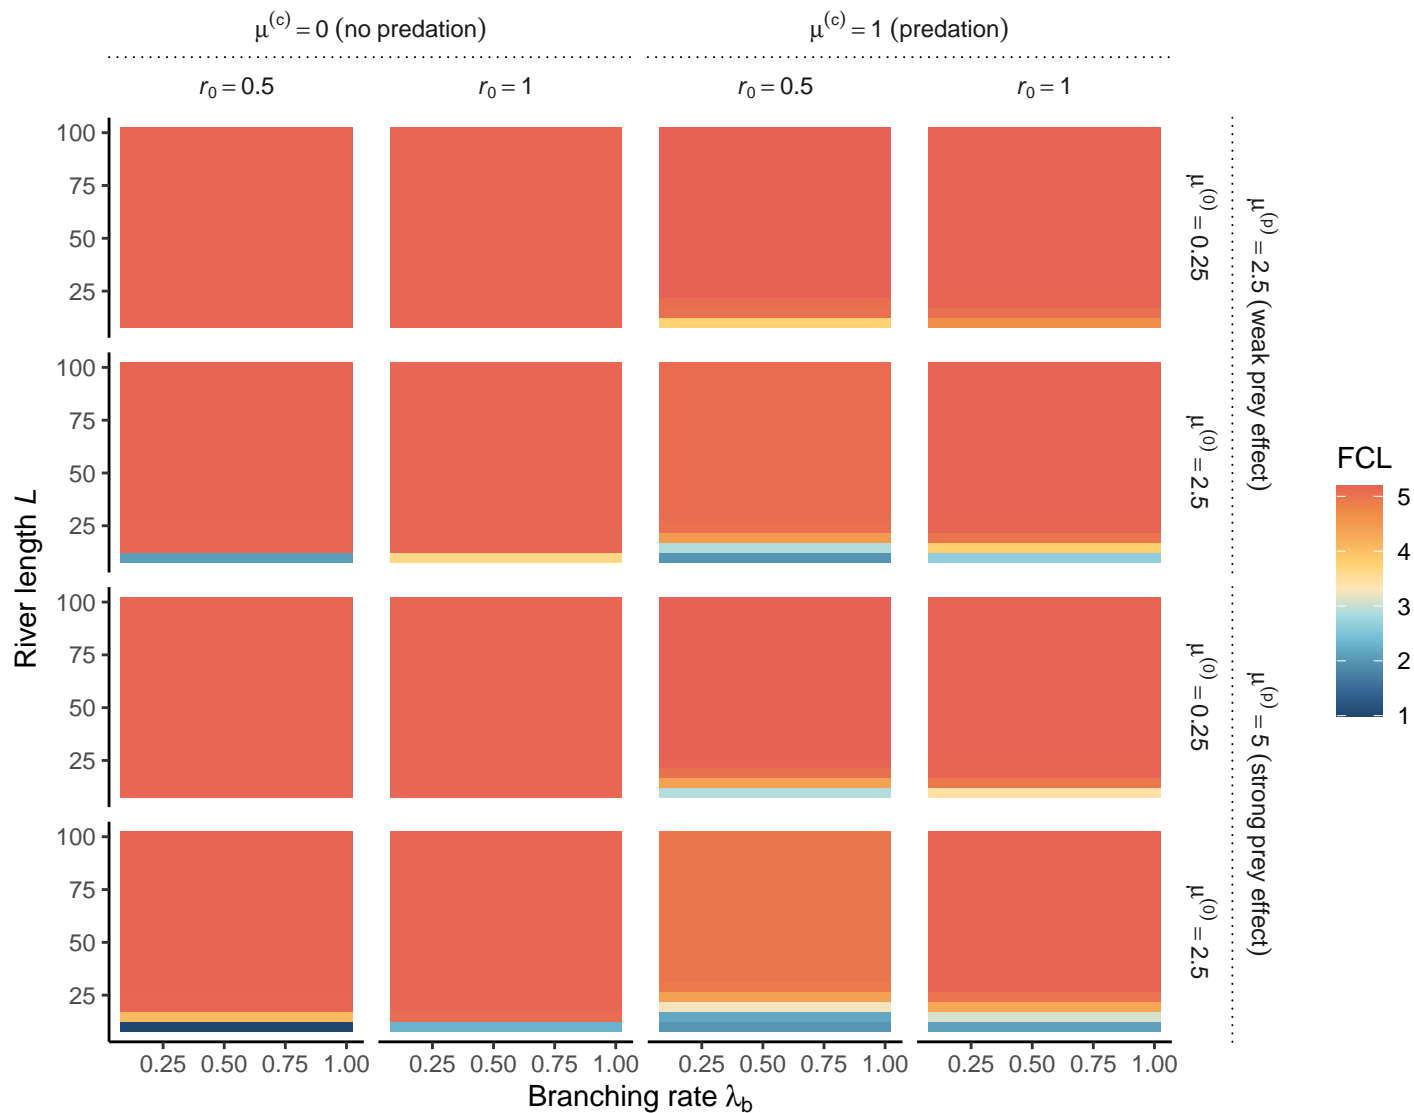 μ(c) = 0 (no predation)
μ(c) = 1 (predation)
r0 = 0.5
r0 = 1
r0 = 0.5
r0 = 1
100
75
50
25
μ(0) = 0.25
100
75
50
25
μ(0) = 2.5
μ(p) = 2.5 (weak prey effect)
100
75
50
25
μ(0) = 0.25
100
75
50
25
μ(0) = 2.5
μ(p) = 5 (strong prey effect)
River length L
0.25 0.50 0.75 1.00
0.25 0.50 0.75 1.00
0.25 0.50 0.75 1.00
0.25 0.50 0.75 1.00
Branching rate λb
FCL
5
4
3
2
1